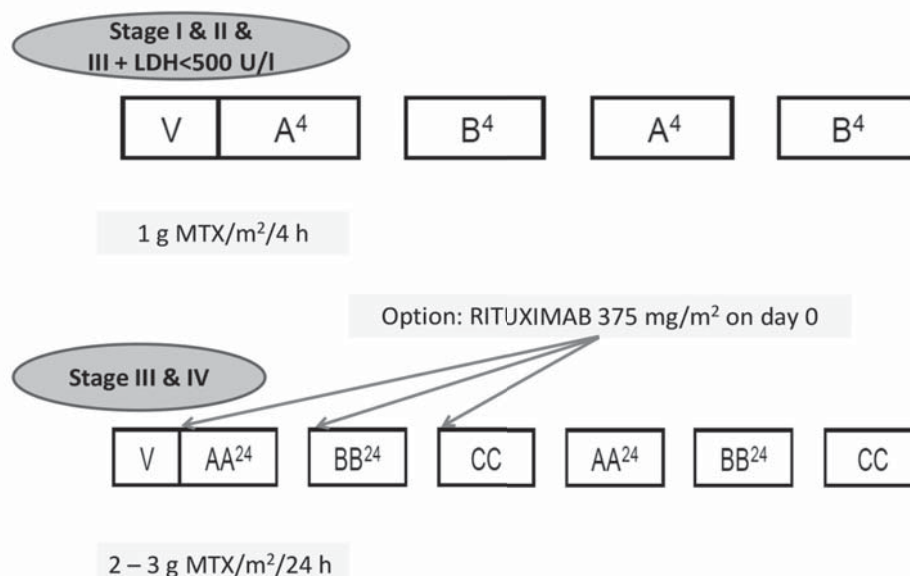 Stage I & II &
III + LDH<500 U/l
V A⁴ B⁴ A⁴ B⁴
1 g MTX/m²/4 h
Option: RITUXIMAB 375 mg/m² on day 0
Stage III & IV
V AA²⁴ BB²⁴ CC AA²⁴ BB²⁴ CC
2 – 3 g MTX/m²/24 h